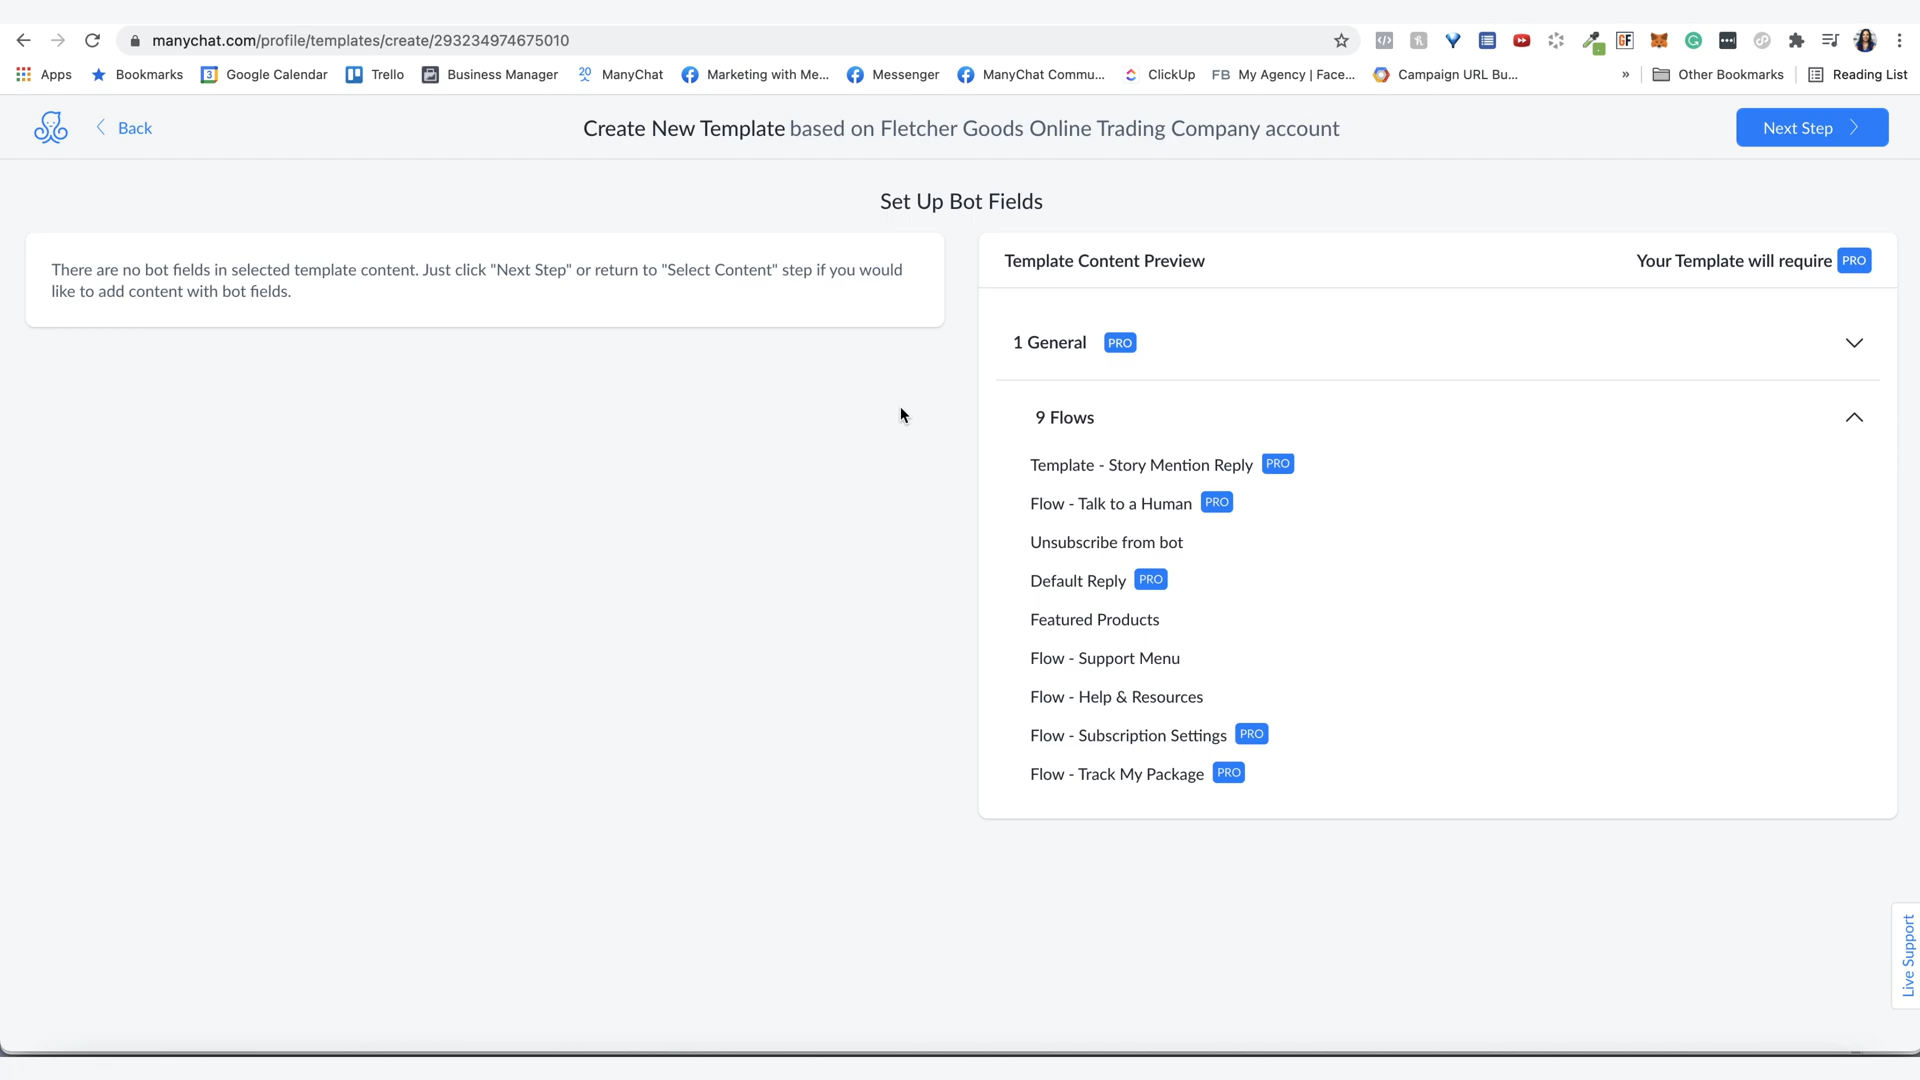 manychat.com/profile/templates/create/293234974675010
Apps Bookmarks Google Calendar Trello Business Manager ManyChat Marketing with Me... Messenger ManyChat Commu... ClickUp FB My Agency | Face... Campaign URL Bu... » Other Bookmarks Reading List
Back
Create New Template based on Fletcher Goods Online Trading Company account
Next Step
Set Up Bot Fields
There are no bot fields in selected template content. Just click "Next Step" or return to "Select Content" step if you would
like to add content with bot fields.
Template Content Preview
Your Template will require PRO
1 General PRO
9 Flows
Template - Story Mention Reply PRO
Flow - Talk to a Human PRO
Unsubscribe from bot
Default Reply PRO
Featured Products
Flow - Support Menu
Flow - Help & Resources
Flow - Subscription Settings PRO
Flow - Track My Package PRO
Live Support